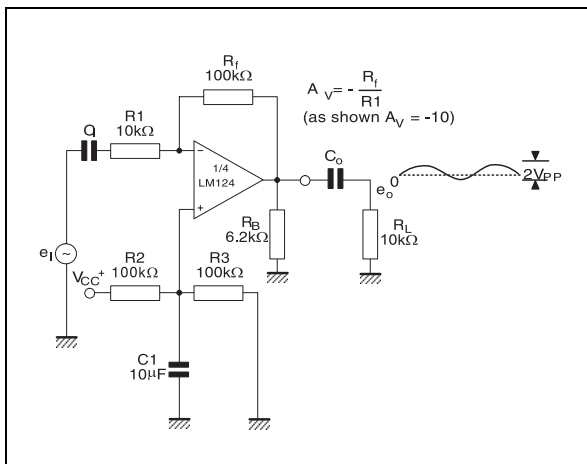 Rf
100kΩ
A V = - Rf
R1
(as shown AV = -10)
R1
10kΩ
CI
1/4
LM124
Co
eo
0
2VPP
RB
6.2kΩ
RL
10kΩ
eI
~
VCC+
R2
100kΩ
R3
100kΩ
C1
10µF